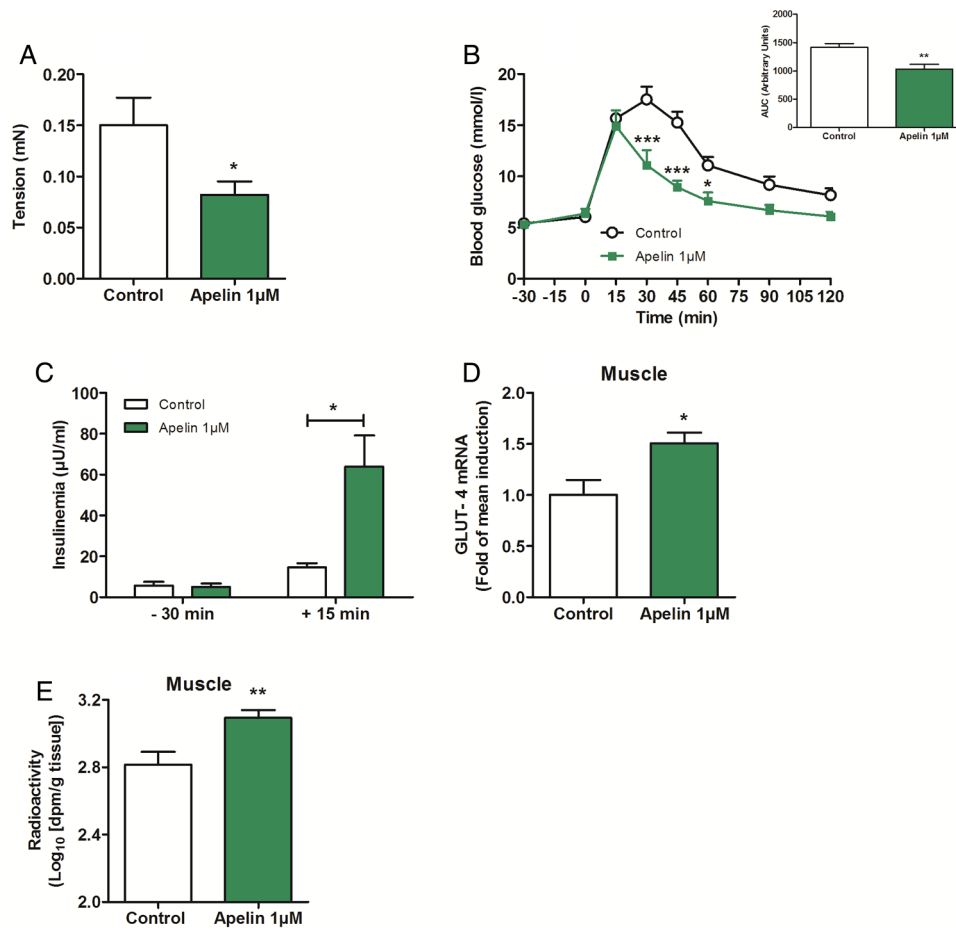 A
Tension (mN)
0.20
0.15
0.10
0.05
0.00
*
Control
Apelin 1µM
B
Blood glucose (mmol/l)
20
15
10
5
0
***
***
*
Control
Apelin 1µM
-30 -15 0 15 30 45 60 75 90 105 120
Time (min)
AUC (Arbitrary Units)
1500
1000
500
0
**
Control
Apelin 1µM
C
Insulinemia (µU/ml)
100
80
60
40
20
0
Control
Apelin 1µM
*
- 30 min
+ 15 min
D
Muscle
GLUT- 4 mRNA
(Fold of mean induction)
2.0
1.5
1.0
0.5
0.0
*
Control
Apelin 1µM
E
Muscle
Radioactivity
(Log₁₀ [dpm/g tissue])
3.2
2.8
2.4
2.0
**
Control
Apelin 1µM